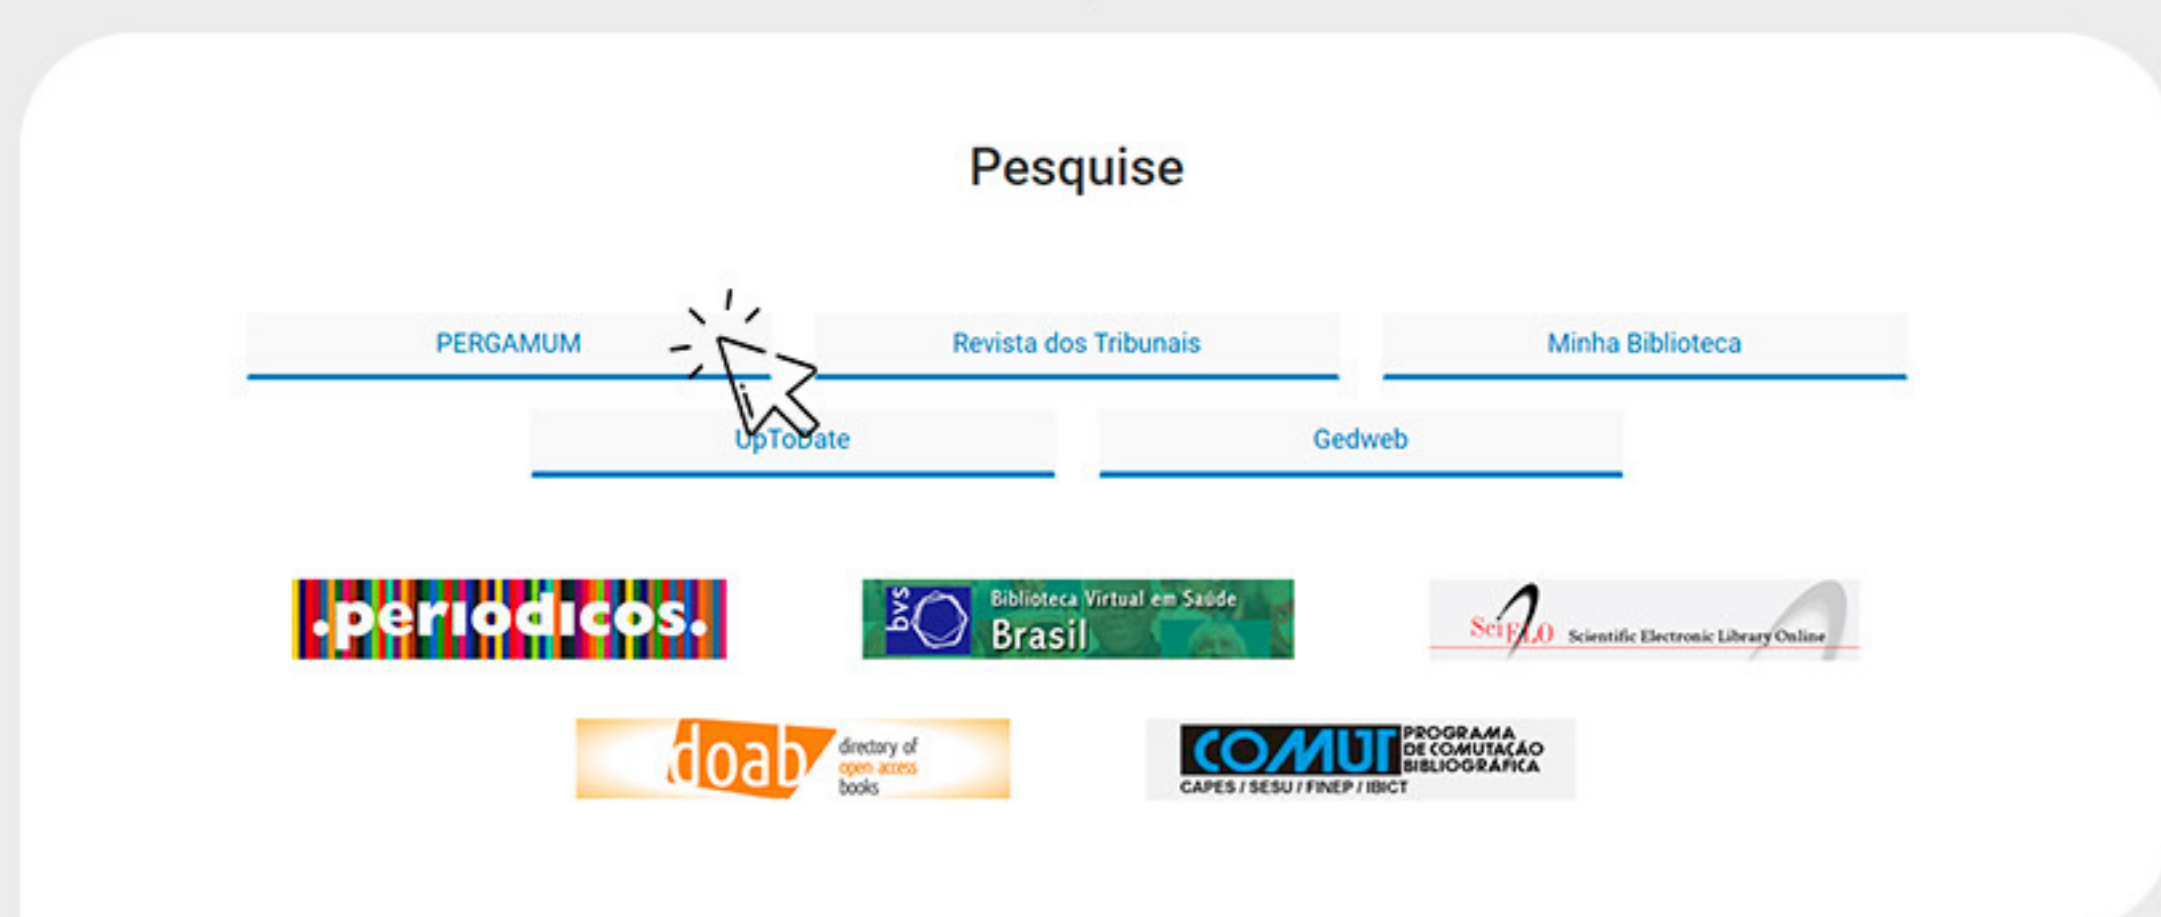 Pesquise
PERGAMUM
Revista dos Tribunais
Minha Biblioteca
UpToDate
Gedweb
.periodicos.
bvs
Biblioteca Virtual em Saúde
Brasil
SciELO
Scientific Electronic Library Online
doab
directory of
open access
books
COMUT
PROGRAMA
DE COMUTAÇÃO
BIBLIOGRÁFICA
CAPES / SESU / FINEP / IBICT